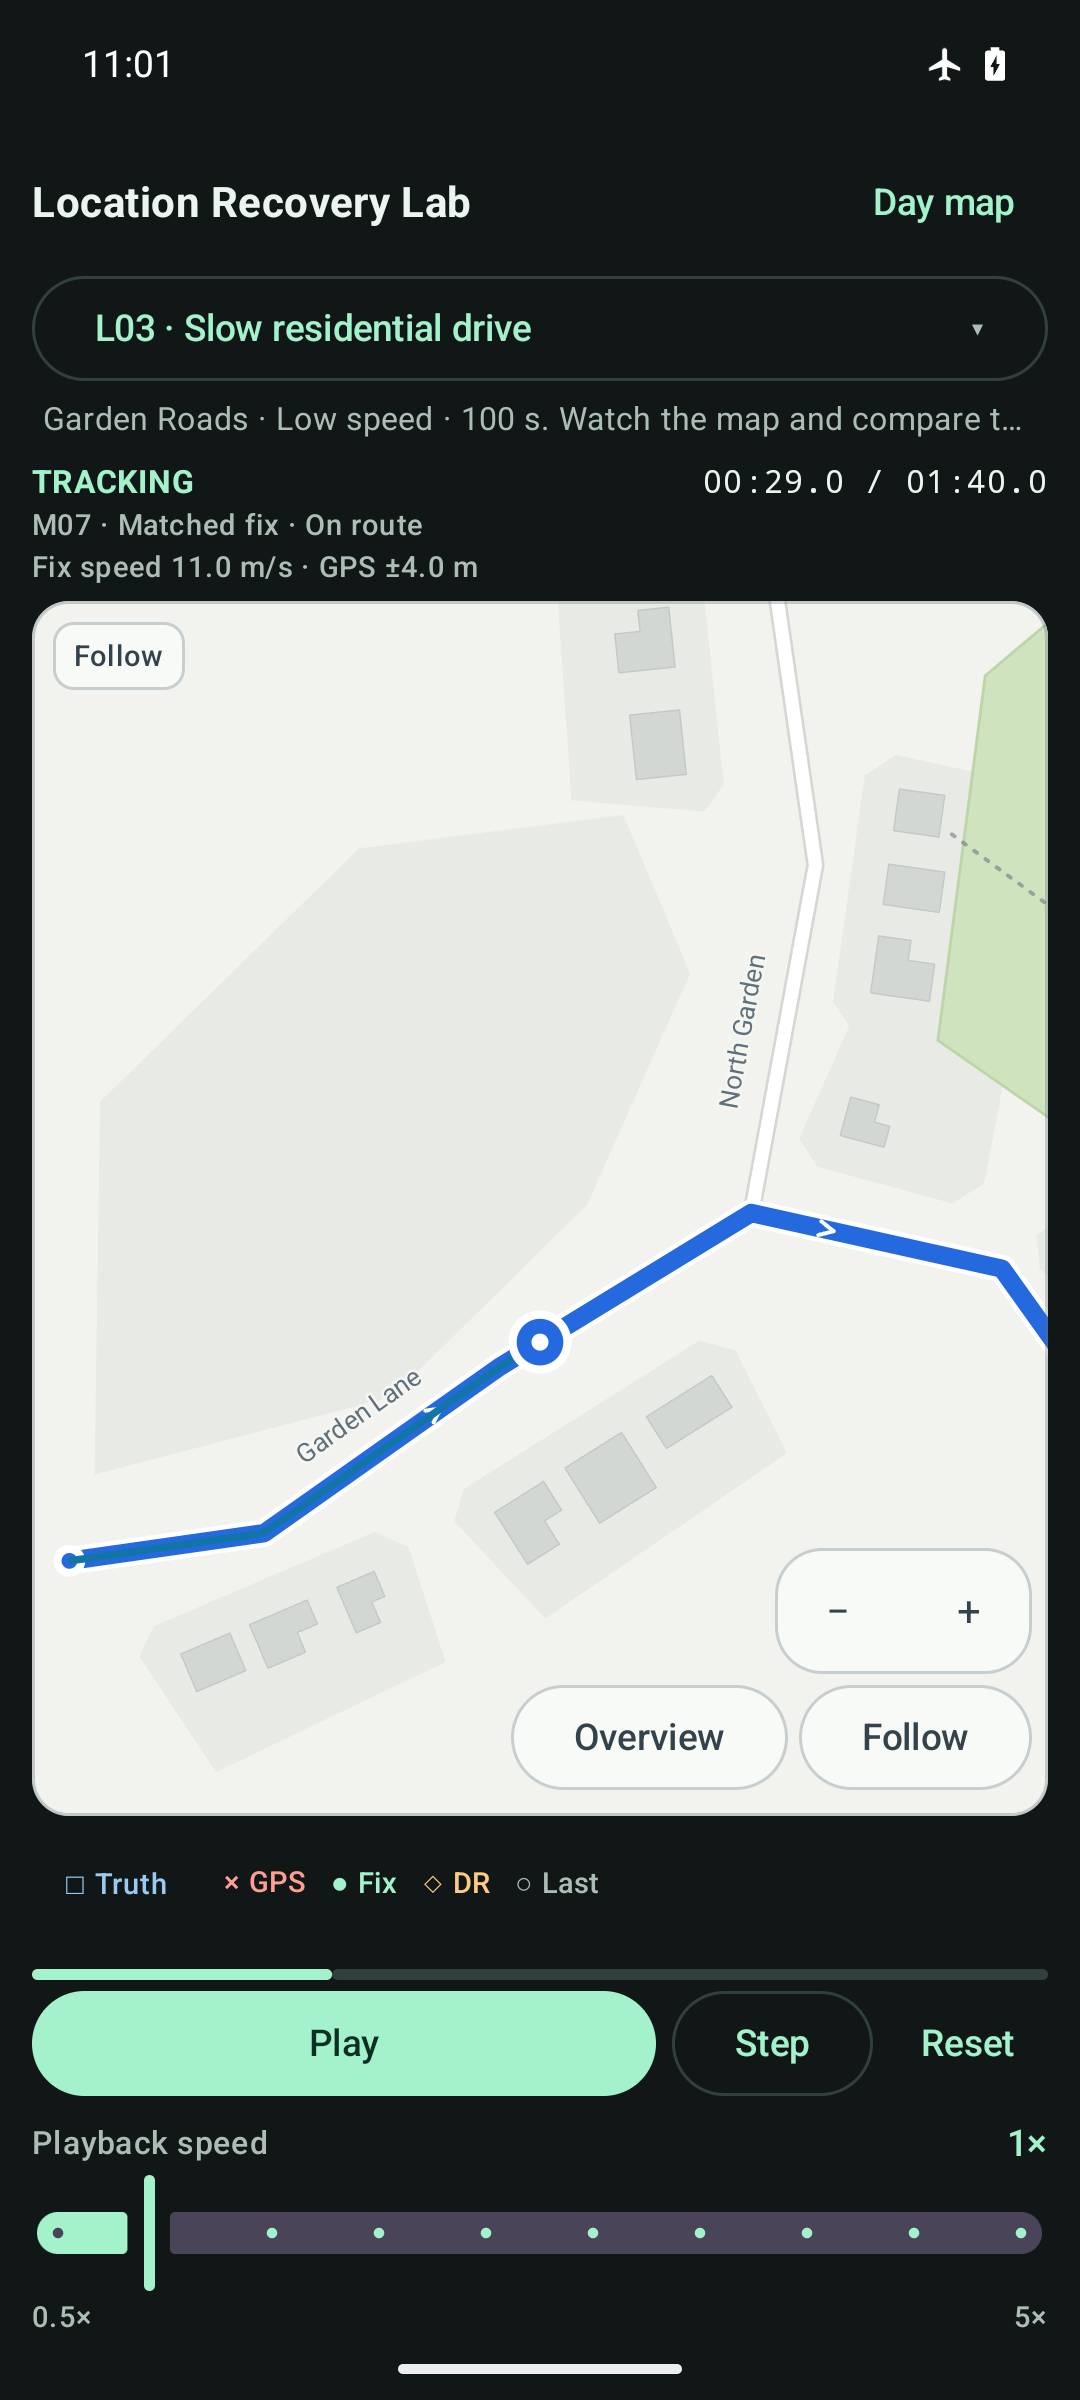 11:01
Location Recovery Lab
Day map
L03 · Slow residential drive
Garden Roads · Low speed · 100 s. Watch the map and compare t…
TRACKING
00:29.0 / 01:40.0
M07 · Matched fix · On route
Fix speed 11.0 m/s · GPS ±4.0 m
Follow
North Garden
Garden Lane
− +
Overview Follow
□ Truth × GPS ● Fix ◇ DR ○ Last
Play Step Reset
Playback speed 1×
0.5× 5×